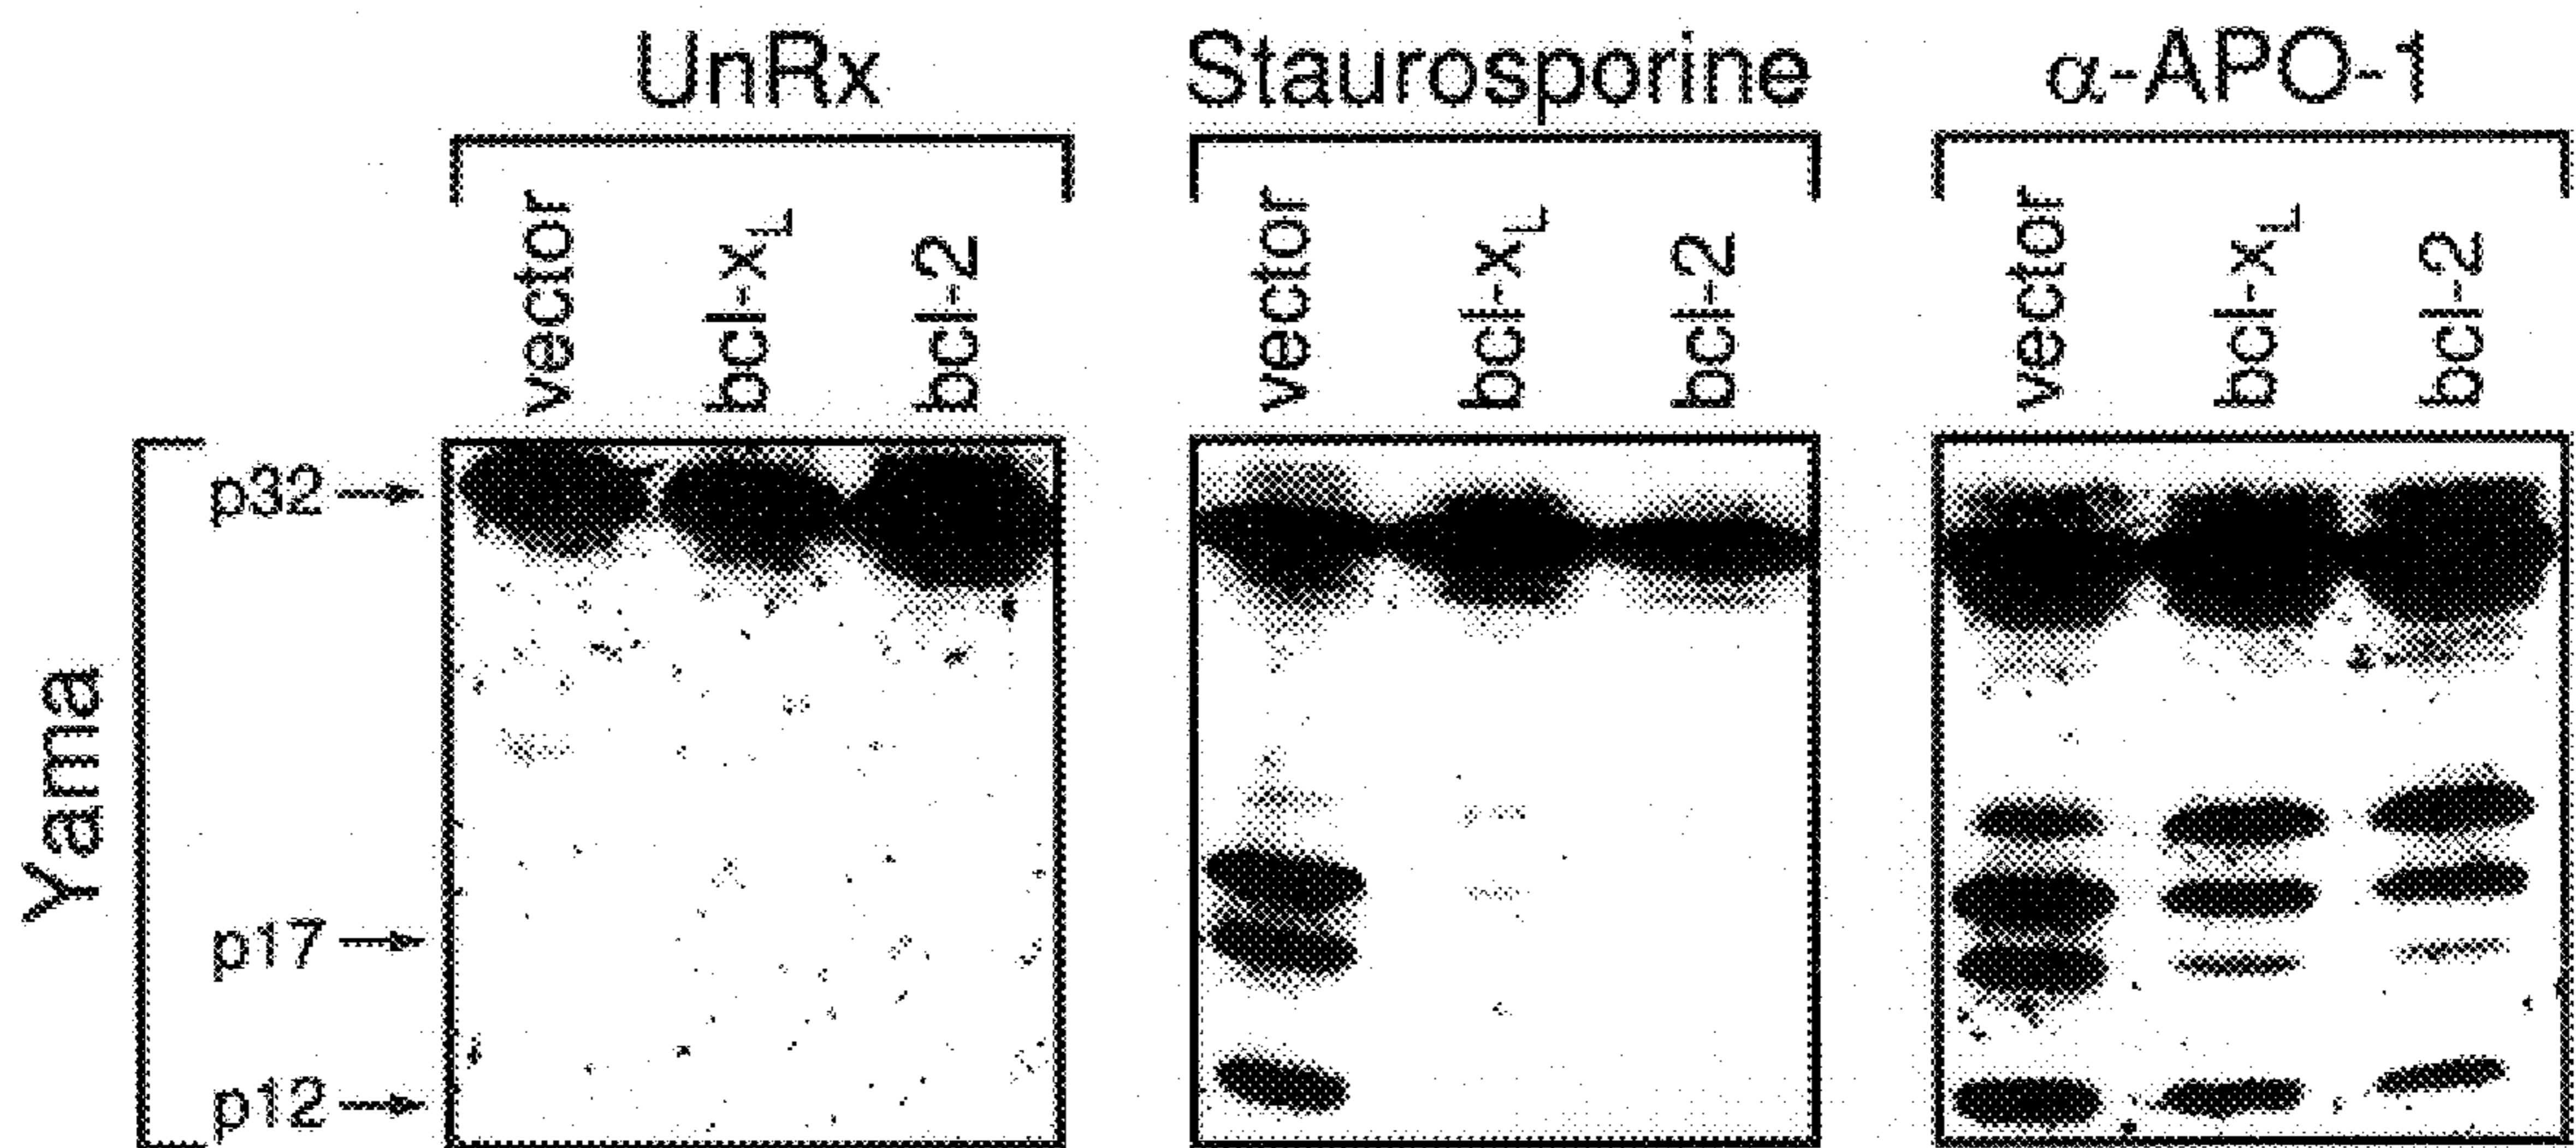 UnRx Staurosporine α-APO-1
vector bcl-xL bcl-2 vector bcl-xL bcl-2 vector bcl-xL bcl-2
Yama
p32
p17
p12